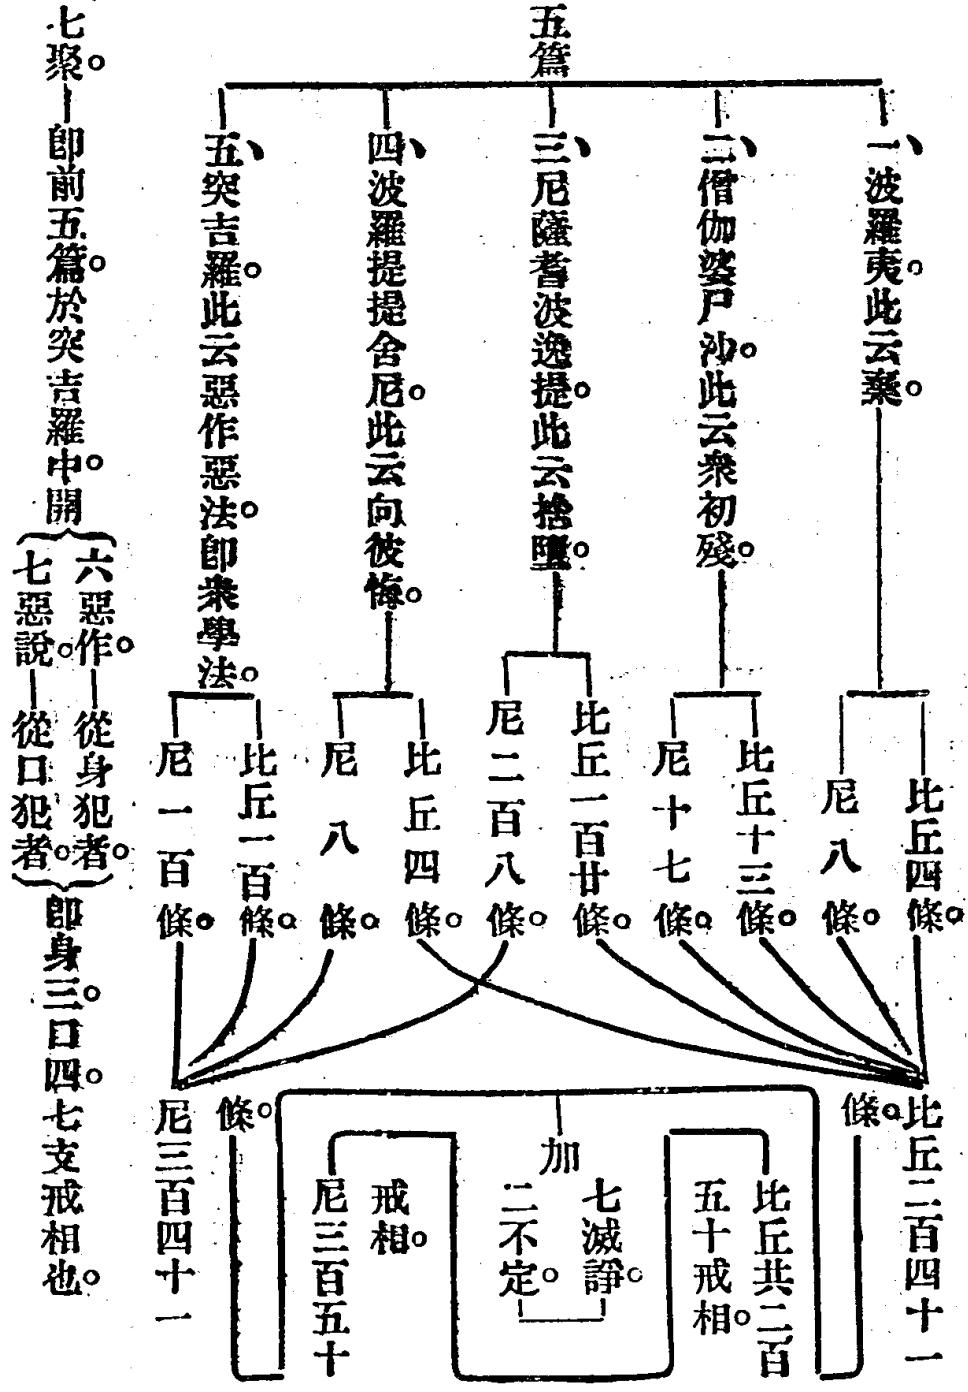 五篇
一、波羅夷。此云棄。
比丘四條。
尼八條。
二、僧伽婆尸沙。此云衆初殘。
比丘十三條。
尼十七條。
三、尼薩耆波逸提。此云捨墮。
比丘一百廿條。
尼二百八條。
四、波羅提提舍尼。此云向彼悔。
比丘四條。
尼八條。
五、突吉羅。此云惡作惡法。卽衆學法。
比丘一百條。
尼一百條。
比丘二百四十一
條。
尼三百四十一
條。
加
七滅諍。
二不定。
比丘共二百
五十戒相。
尼三百五十
戒相。
七聚。卽前五篇。於突吉羅中。開
六惡作。從身犯者。
七惡說。從口犯者。
卽身三。口四。七支戒相也。